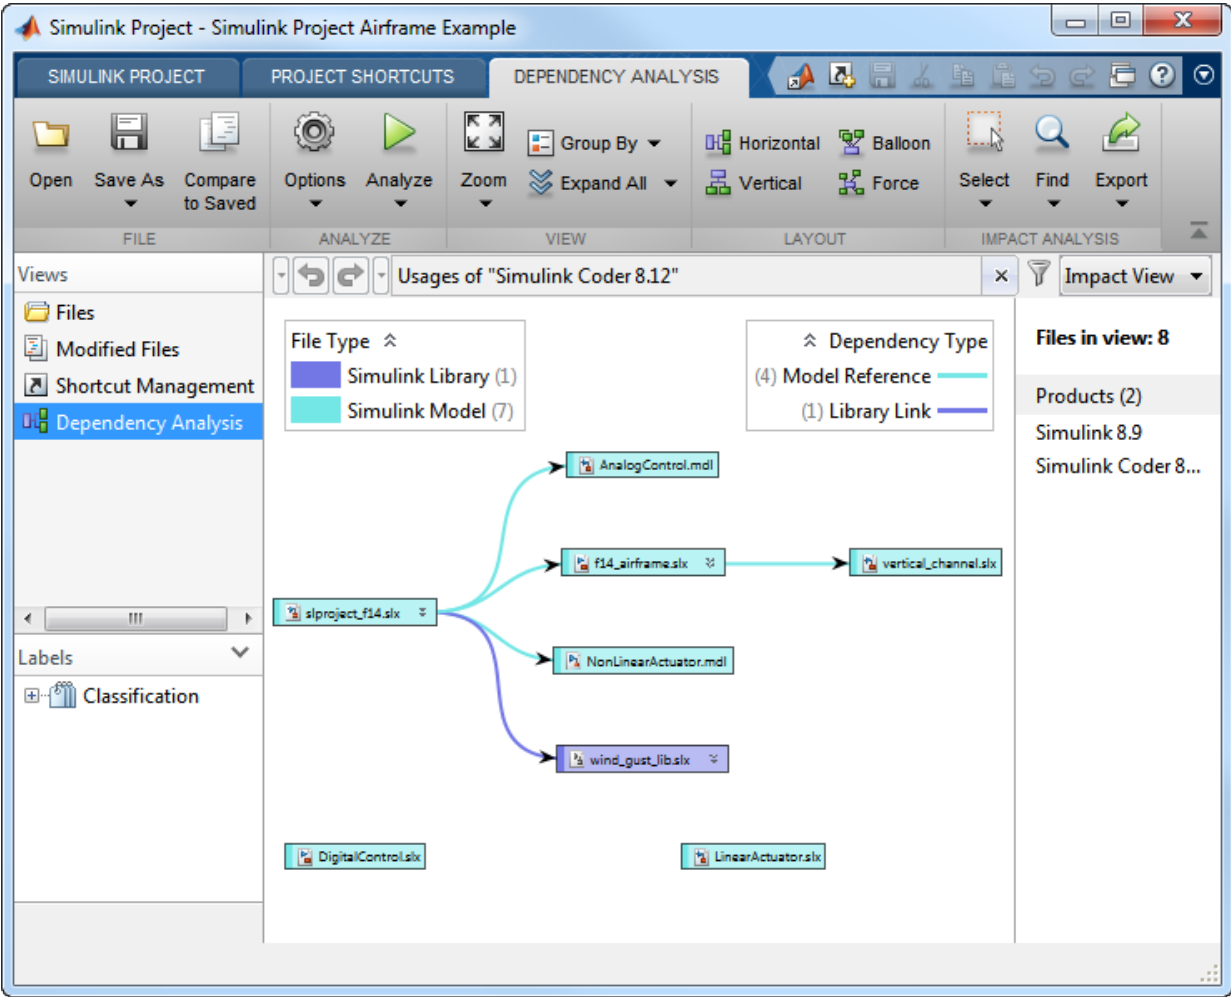 Simulink Project - Simulink Project Airframe Example
SIMULINK PROJECT PROJECT SHORTCUTS DEPENDENCY ANALYSIS
Open Save As Compare to Saved
Options Analyze
Zoom Group By Expand All
Horizontal Balloon
Vertical Force
Select Find Export
FILE ANALYZE VIEW LAYOUT IMPACT ANALYSIS
Views
Files
Modified Files
Shortcut Management
Dependency Analysis
Labels
Classification
Usages of "Simulink Coder 8.12"
Impact View
File Type
Simulink Library (1)
Simulink Model (7)
Dependency Type
(4) Model Reference
(1) Library Link
AnalogControl.mdl
f14_airframe.slx
vertical_channel.slx
slproject_f14.slx
NonLinearActuator.mdl
wind_gust_lib.slx
DigitalControl.slx
LinearActuator.slx
Files in view: 8
Products (2)
Simulink 8.9
Simulink Coder 8...